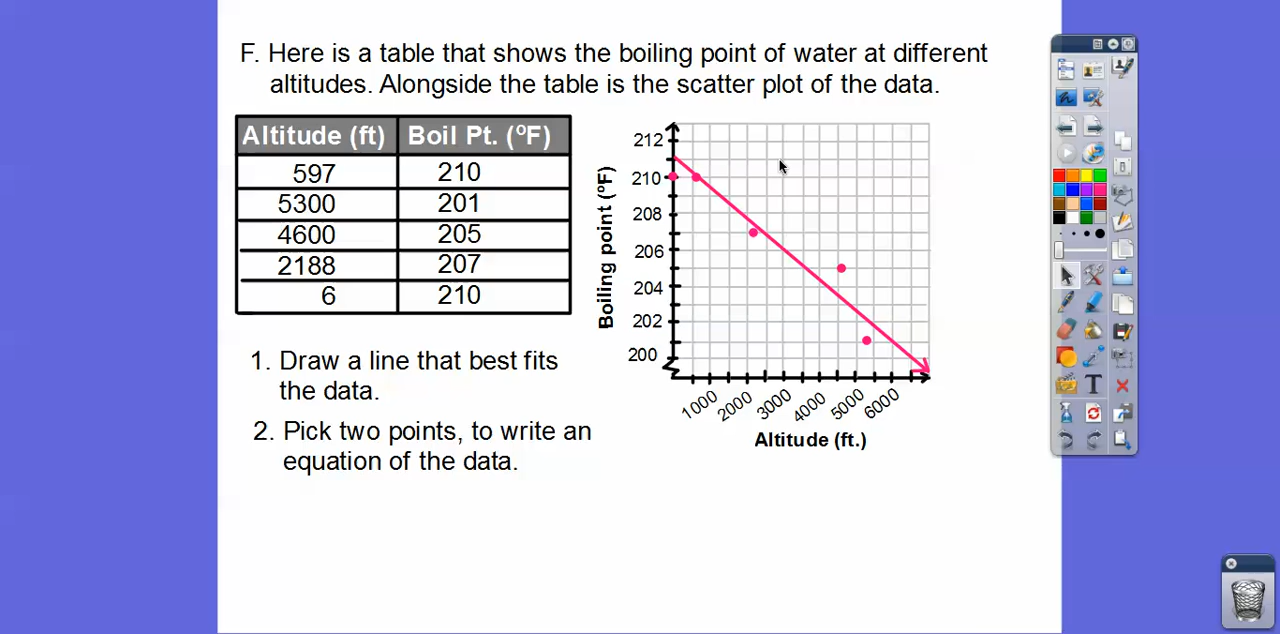 F. Here is a table that shows the boiling point of water at different
altitudes. Alongside the table is the scatter plot of the data.
Altitude (ft) Boil Pt. (ºF)
597 210
5300 201
4600 205
2188 207
6 210
1. Draw a line that best fits
the data.
2. Pick two points, to write an
equation of the data.
Boiling point (ºF)
212
210
208
206
204
202
200
1000 2000 3000 4000 5000 6000
Altitude (ft.)
T